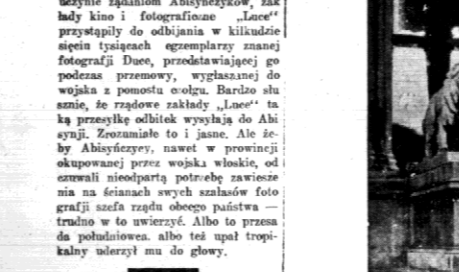 uczynić żądaniom Abisyńczyków, zak
łady kino i fotograficzne „Luce“
przystąpiły do odbijania w kilkudzie
sięciu tysiącach egzemplarzy znanej
fotografji Duce, przedstawiającej go
podczas przemowy, wygłaszanej do
wojska z pomostu czołgu. Bardzo słu
sznie, że rządowe zakłady „Luce“ ta
ką przesyłkę odbitek wysyłają do Abi
synji. Zrozumiałe to i jasne. Ale że-
by Abisyńczycy, nawet w prowincji
okupowanej przez wojska włoskie, od
czuwali nieodpartą potrzebę zawiesze
nia na ścianach swych szałasów foto
grafji szefa rządu obcego państwa —
trudno w to uwierzyć. Albo to przesa
da południowca, albo też upał tropi-
kalny uderzył mu do głowy.